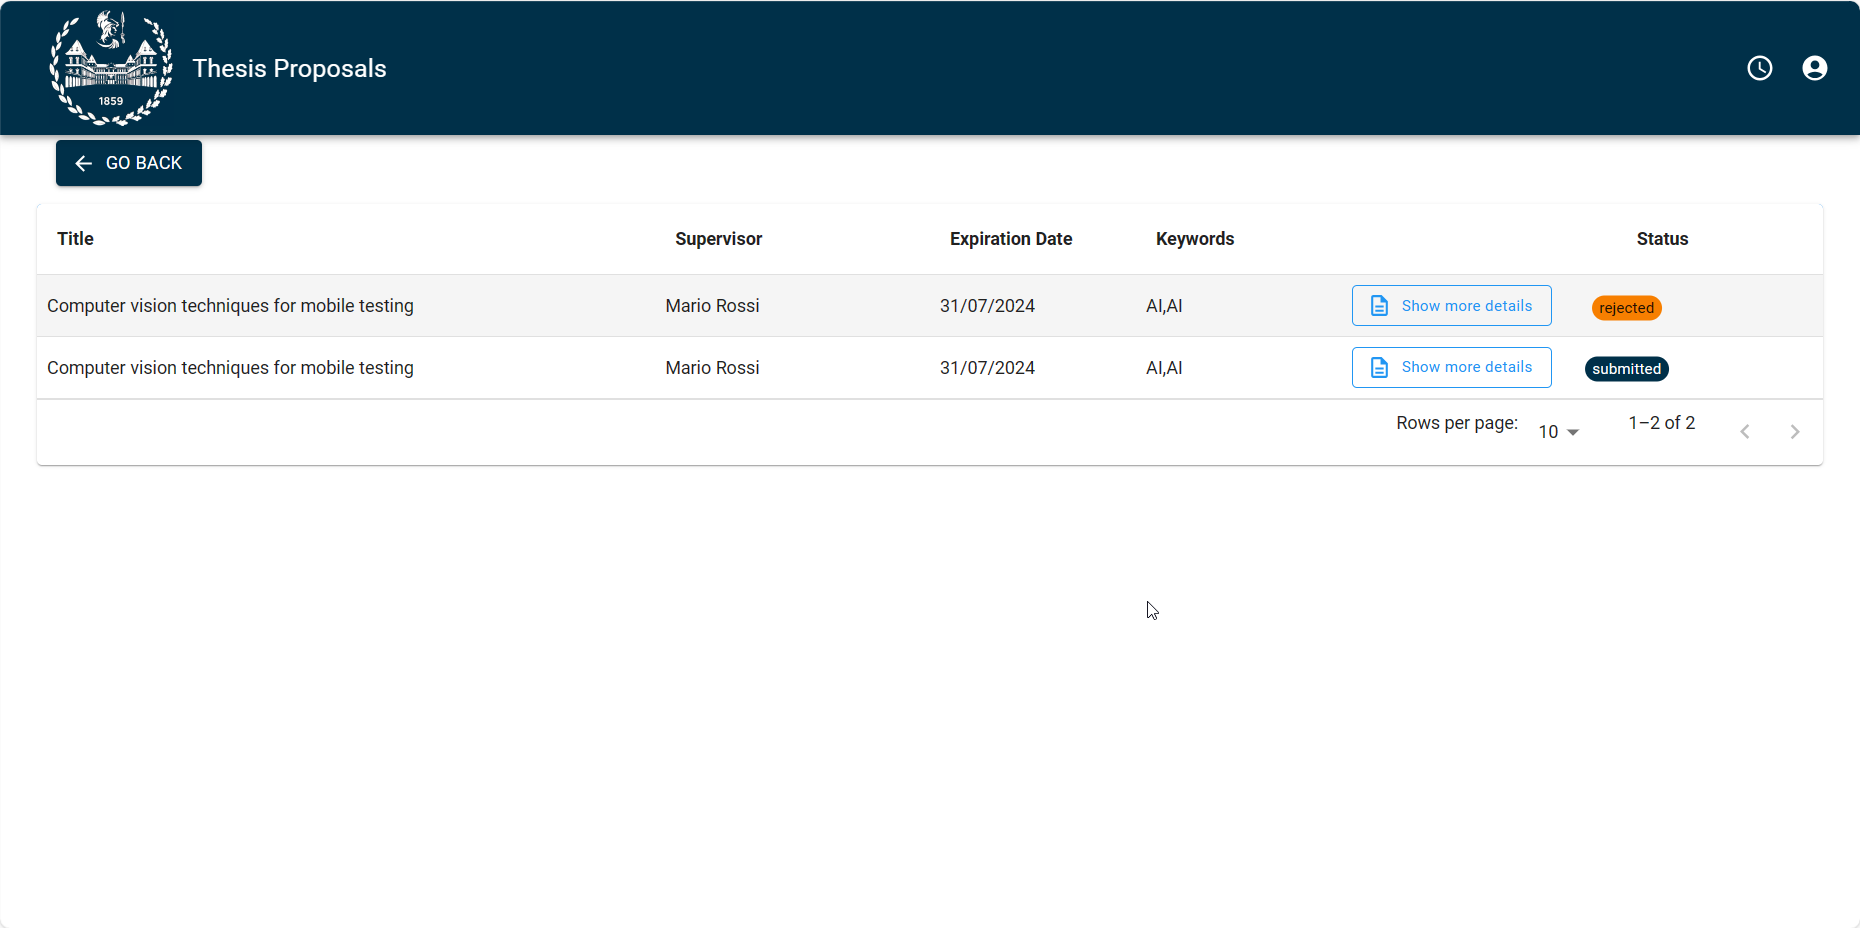 1859
Thesis Proposals
GO BACK
Title Supervisor Expiration Date Keywords Status
Computer vision techniques for mobile testing Mario Rossi 31/07/2024 AI,AI Show more details rejected
Computer vision techniques for mobile testing Mario Rossi 31/07/2024 AI,AI Show more details submitted
Rows per page: 10 1–2 of 2